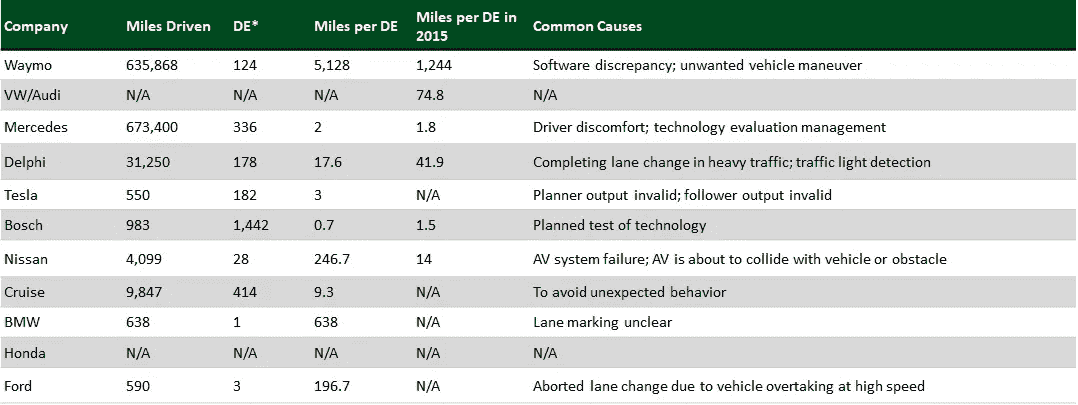 Company Miles Driven DE* Miles per DE Miles per DE in 2015 Common Causes
Waymo 635,868 124 5,128 1,244 Software discrepancy; unwanted vehicle maneuver
VW/Audi N/A N/A N/A 74.8 N/A
Mercedes 673,400 336 2 1.8 Driver discomfort; technology evaluation management
Delphi 31,250 178 17.6 41.9 Completing lane change in heavy traffic; traffic light detection
Tesla 550 182 3 N/A Planner output invalid; follower output invalid
Bosch 983 1,442 0.7 1.5 Planned test of technology
Nissan 4,099 28 246.7 14 AV system failure; AV is about to collide with vehicle or obstacle
Cruise 9,847 414 9.3 N/A To avoid unexpected behavior
BMW 638 1 638 N/A Lane marking unclear
Honda N/A N/A N/A N/A N/A
Ford 590 3 196.7 N/A Aborted lane change due to vehicle overtaking at high speed